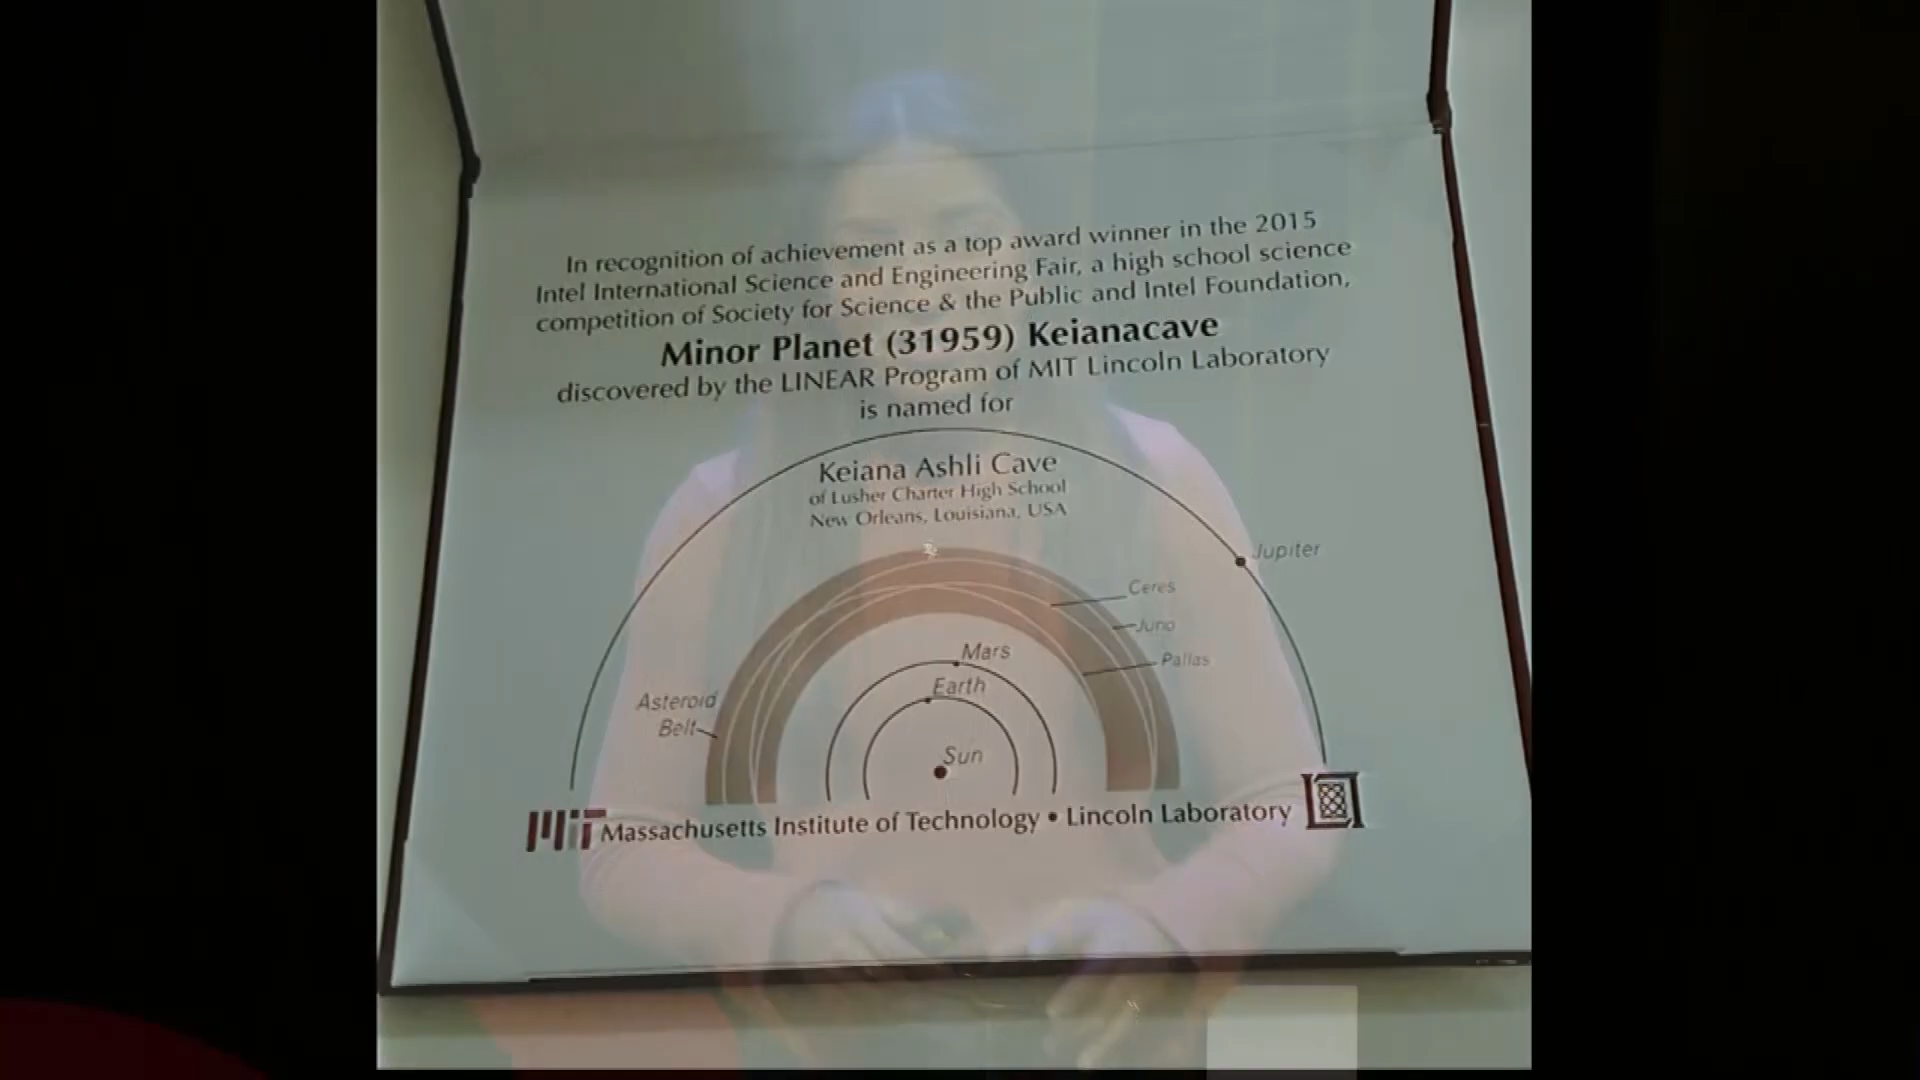 In recognition of achievement as a top award winner in the 2015
Intel International Science and Engineering Fair, a high school science
competition of Society for Science & the Public and Intel Foundation,
Minor Planet (31959) Keianacave
discovered by the LINEAR Program of MIT Lincoln Laboratory
is named for
Keiana Ashli Cave
of Lusher Charter High School
New Orleans, Louisiana, USA
Jupiter
Ceres
Juno
Pallas
Mars
Earth
Asteroid
Belt
Sun
MIT Massachusetts Institute of Technology • Lincoln Laboratory